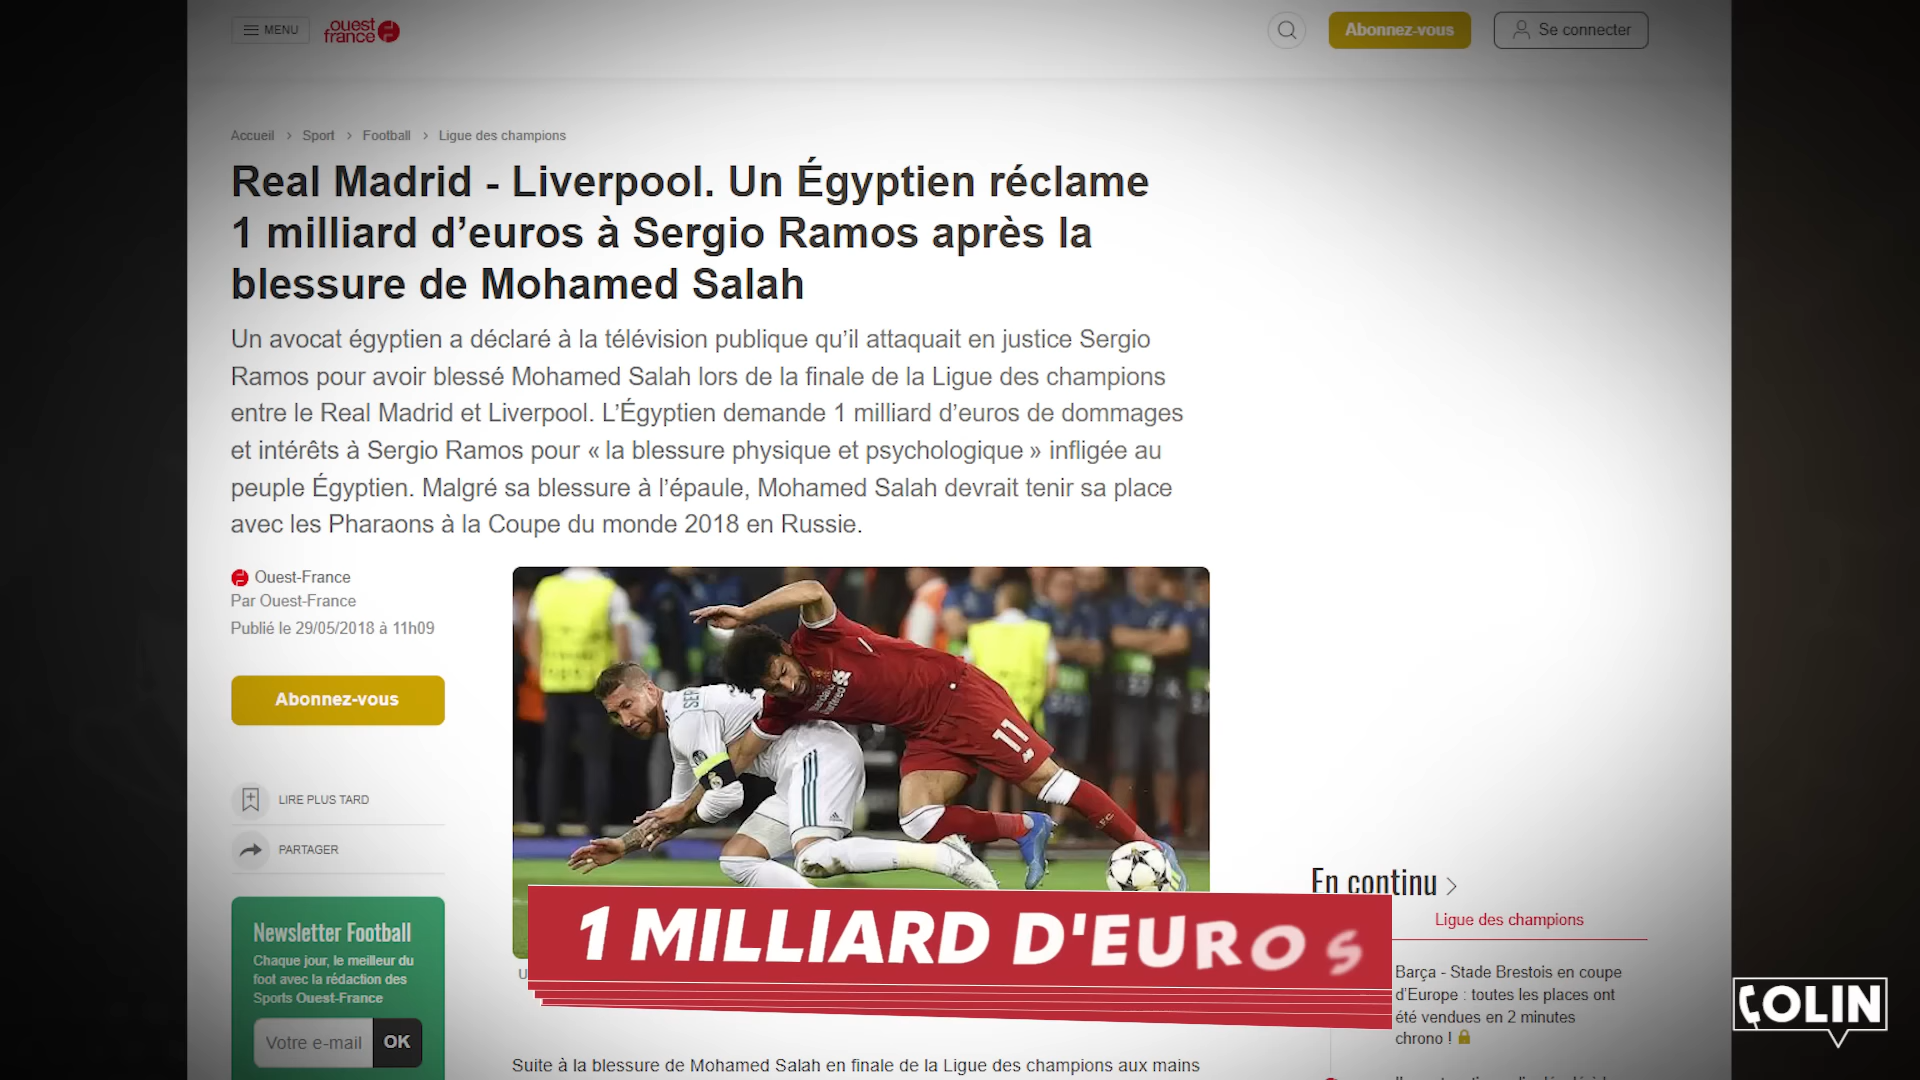 MENU
ouest
france
Abonnez-vous
Se connecter
Accueil > Sport > Football > Ligue des champions
Real Madrid - Liverpool. Un Égyptien réclame
1 milliard d’euros à Sergio Ramos après la
blessure de Mohamed Salah
Un avocat égyptien a déclaré à la télévision publique qu’il attaquait en justice Sergio
Ramos pour avoir blessé Mohamed Salah lors de la finale de la Ligue des champions
entre le Real Madrid et Liverpool. L’Égyptien demande 1 milliard d’euros de dommages
et intérêts à Sergio Ramos pour « la blessure physique et psychologique » infligée au
peuple Égyptien. Malgré sa blessure à l’épaule, Mohamed Salah devrait tenir sa place
avec les Pharaons à la Coupe du monde 2018 en Russie.
Ouest-France
Par Ouest-France
Publié le 29/05/2018 à 11h09
Abonnez-vous
LIRE PLUS TARD
PARTAGER
Newsletter Football
Chaque jour, le meilleur du
foot avec la rédaction des
Sports Ouest-France
Votre e-mail OK
SER
11
1 MILLIARD D'EUROS
Suite à la blessure de Mohamed Salah en finale de la Ligue des champions aux mains
En continu >
Ligue des champions
Barça - Stade Brestois en coupe
d’Europe : toutes les places ont
été vendues en 2 minutes
chrono !
COLIN